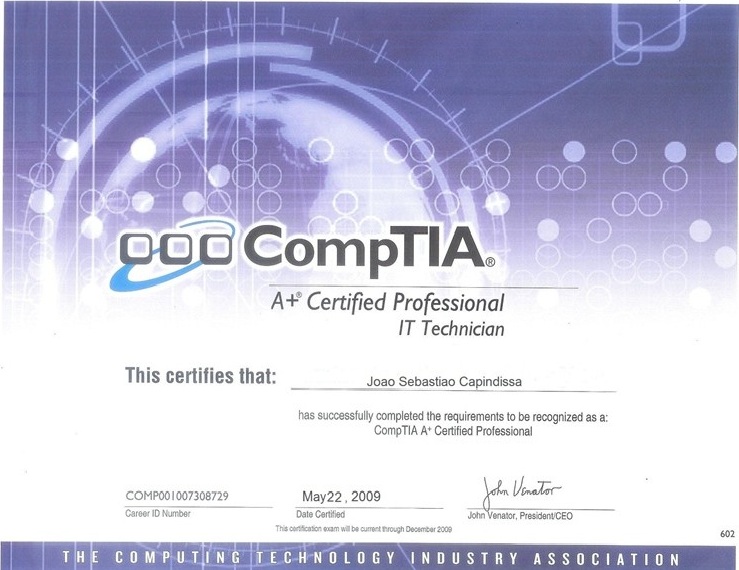 CompTIA®
A+® Certified Professional
IT Technician
This certifies that:
Joao Sebastiao Capindissa
has successfully completed the requirements to be recognized as a:
CompTIA A+ Certified Professional
COMP001007308729
May22, 2009
John Venator
Career ID Number
Date Certified
John Venator, President/CEO
This certification exam will be current through December 2009
602
THE COMPUTING TECHNOLOGY INDUSTRY ASSOCIATION